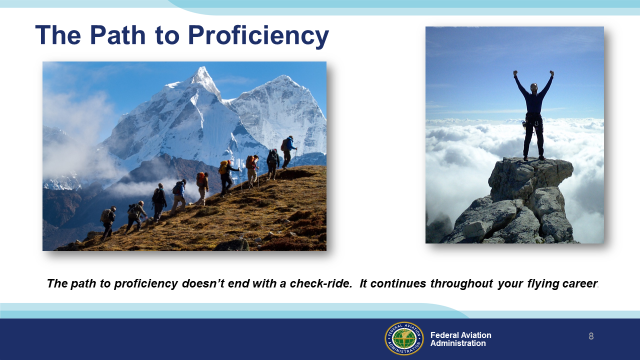 The Path to Proficiency
The path to proficiency doesn't end with a check-ride.  It continues throughout your flying career
Federal Aviation
Administration
8